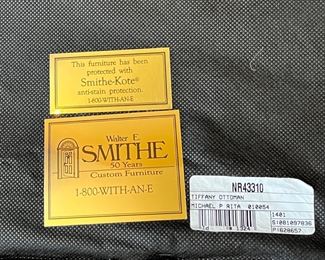 This furniture has been
protected with
Smithe-Kote®
anti-stain protection.
1-800-WITH-AN-E
Walter E.
SMITHE
50 Years
Custom Furniture
1-800-WITH-AN-E
NR43310
TIFFANY OTTOMAN
MICHAEL P RITA 010054
1401
1324